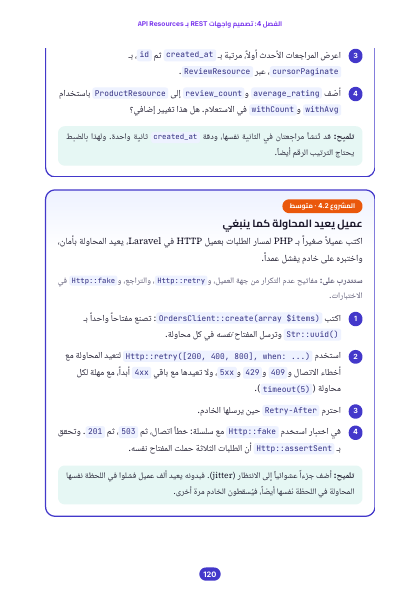 الفصل 4: تصميم واجهات REST بـ API Resources
3 اعرض المراجعات الأحدث أولاً، مرتبة بـ created_at ثم id، بـ
cursorPaginate، عبر ReviewResource.
4 أضف average_rating و review_count إلى ProductResource باستخدام
withAvg و withCount في الاستعلام. هل هذا تغيير إضافي؟
تلميح: قد تُنشأ مراجعتان في الثانية نفسها، ودقة created_at ثانية واحدة. ولهذا بالضبط
يحتاج الترتيب الرقم أيضاً.
المشروع 4.2 · متوسط
عميل يعيد المحاولة كما ينبغي
اكتب عميلاً صغيراً بـ PHP لمسار الطلبات بعميل HTTP في Laravel، يعيد المحاولة بأمان،
واختبره على خادم يفشل عمداً.
ستتدرب على: مفاتيح عدم التكرار من جهة العميل، و Http::retry، والتراجع، و Http::fake في
الاختبارات.
1 اكتب OrdersClient::create(array $items): تصنع مفتاحاً واحداً بـ
Str::uuid() وترسل المفتاح نفسه في كل محاولة.
2 استخدم Http::retry([200, 400, 800], when: ...) لتعيد المحاولة مع
أخطاء الاتصال و 409 و 429 و 5xx، ولا تعيدها مع باقي 4xx أبداً، مع مهلة لكل
محاولة (timeout(5)).
3 احترم Retry-After حين يرسلها الخادم.
4 في اختبار استخدم Http::fake مع سلسلة: خطأ اتصال، ثم 503، ثم 201. وتحقق
بـ Http::assertSent أن الطلبات الثلاثة حملت المفتاح نفسه.
تلميح: أضف جزءاً عشوائياً إلى الانتظار (jitter). فبدونه يعيد ألف عميل فشلوا في اللحظة نفسها
المحاولة في اللحظة نفسها أيضاً، فيُسقطون الخادم مرة أخرى.
120